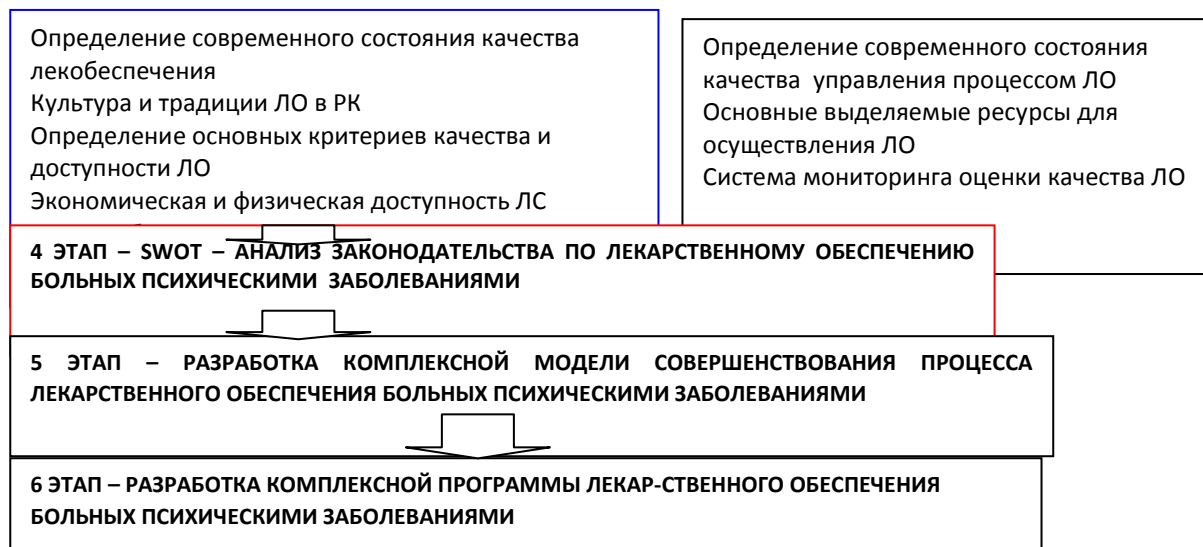 Определение современного состояния качества
лекобеспечения
Культура и традиции ЛО в РК
Определение основных критериев качества и
доступности ЛО
Экономическая и физическая доступность ЛС
Определение современного состояния
качества управления процессом ЛО
Основные выделяемые ресурсы для
осуществления ЛО
Система мониторинга оценки качества ЛО
4 ЭТАП – SWOT – АНАЛИЗ ЗАКОНОДАТЕЛЬСТВА ПО ЛЕКАРСТВЕННОМУ ОБЕСПЕЧЕНИЮ
БОЛЬНЫХ ПСИХИЧЕСКИМИ ЗАБОЛЕВАНИЯМИ
5 ЭТАП – РАЗРАБОТКА КОМПЛЕКСНОЙ МОДЕЛИ СОВЕРШЕНСТВОВАНИЯ ПРОЦЕССА
ЛЕКАРСТВЕННОГО ОБЕСПЕЧЕНИЯ БОЛЬНЫХ ПСИХИЧЕСКИМИ ЗАБОЛЕВАНИЯМИ
6 ЭТАП – РАЗРАБОТКА КОМПЛЕКСНОЙ ПРОГРАММЫ ЛЕКАР-СТВЕННОГО ОБЕСПЕЧЕНИЯ
БОЛЬНЫХ ПСИХИЧЕСКИМИ ЗАБОЛЕВАНИЯМИ